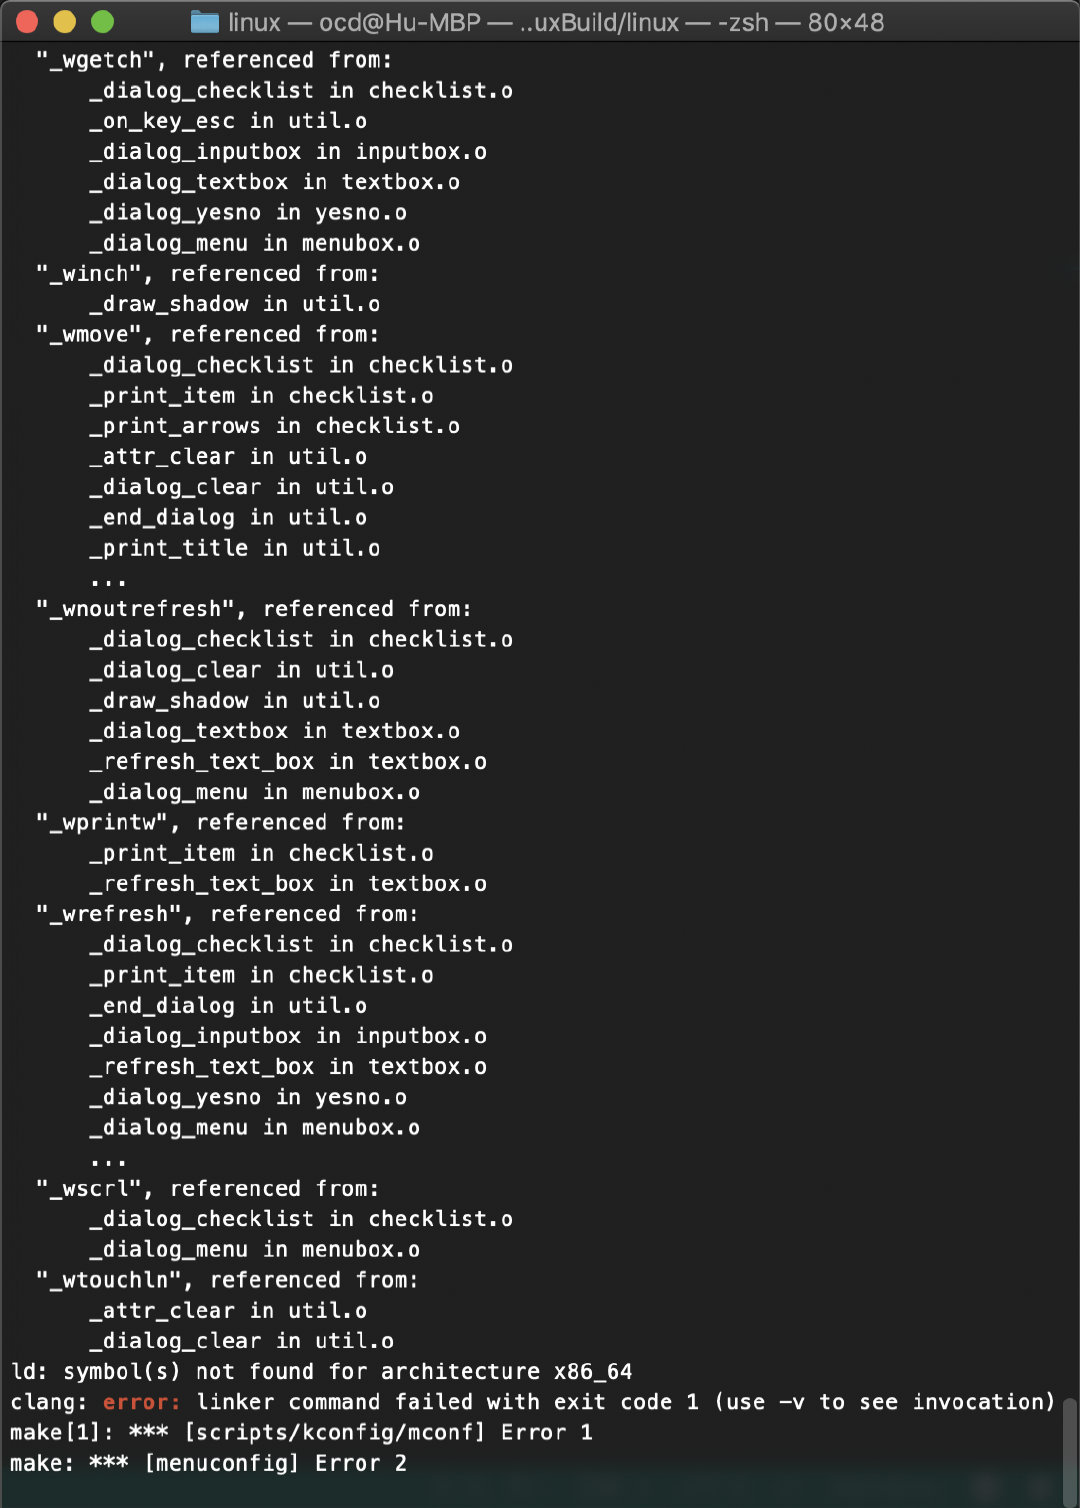 linux — ocd@Hu-MBP — ..uxBuild/linux — -zsh — 80×48
"_wgetch", referenced from:
_dialog_checklist in checklist.o
_on_key_esc in util.o
_dialog_inputbox in inputbox.o
_dialog_textbox in textbox.o
_dialog_yesno in yesno.o
_dialog_menu in menubox.o
"_winch", referenced from:
_draw_shadow in util.o
"_wmove", referenced from:
_dialog_checklist in checklist.o
_print_item in checklist.o
_print_arrows in checklist.o
_attr_clear in util.o
_dialog_clear in util.o
_end_dialog in util.o
_print_title in util.o
...
"_wnoutrefresh", referenced from:
_dialog_checklist in checklist.o
_dialog_clear in util.o
_draw_shadow in util.o
_dialog_textbox in textbox.o
_refresh_text_box in textbox.o
_dialog_menu in menubox.o
"_wprintw", referenced from:
_print_item in checklist.o
_refresh_text_box in textbox.o
"_wrefresh", referenced from:
_dialog_checklist in checklist.o
_print_item in checklist.o
_end_dialog in util.o
_dialog_inputbox in inputbox.o
_refresh_text_box in textbox.o
_dialog_yesno in yesno.o
_dialog_menu in menubox.o
...
"_wscrl", referenced from:
_dialog_checklist in checklist.o
_dialog_menu in menubox.o
"_wtouchln", referenced from:
_attr_clear in util.o
_dialog_clear in util.o
ld: symbol(s) not found for architecture x86_64
clang: error: linker command failed with exit code 1 (use -v to see invocation)
make[1]: *** [scripts/kconfig/mconf] Error 1
make: *** [menuconfig] Error 2